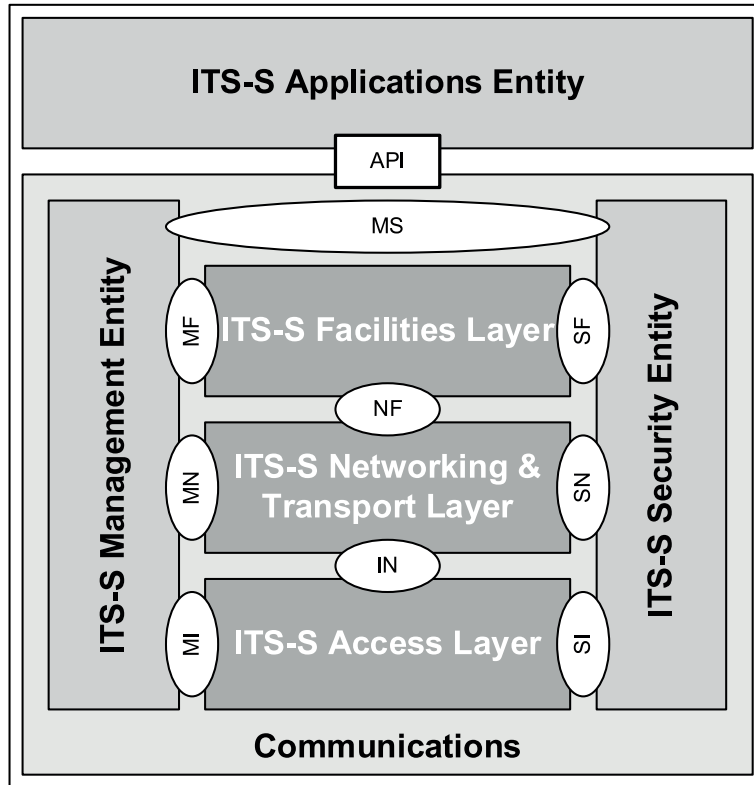 ITS-S Applications Entity
API
MS
ITS-S Management Entity
MF
ITS-S Facilities Layer
SF
ITS-S Security Entity
NF
MN
ITS-S Networking &
Transport Layer
SN
IN
MI
ITS-S Access Layer
SI
Communications